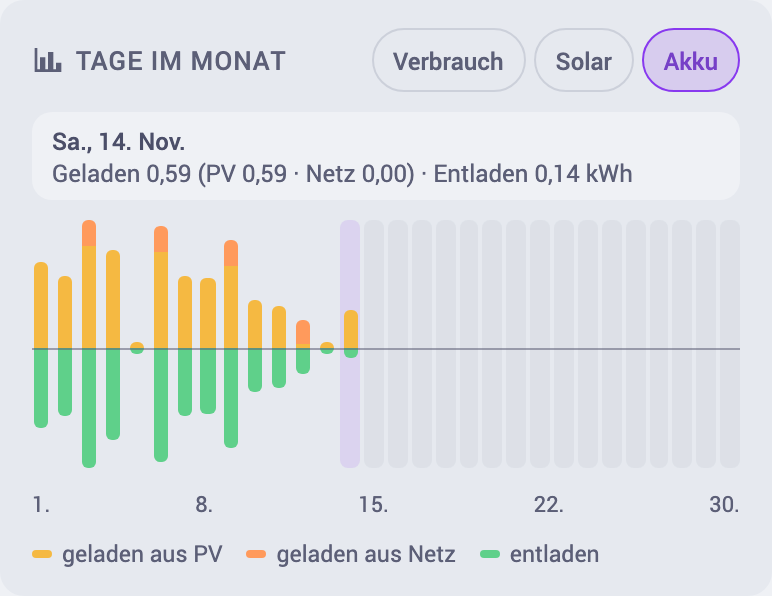 TAGE IM MONAT
Verbrauch
Solar
Akku
Sa., 14. Nov.
Geladen 0,59 (PV 0,59 · Netz 0,00) · Entladen 0,14 kWh
1. 8. 15. 22. 30.
geladen aus PV
geladen aus Netz
entladen